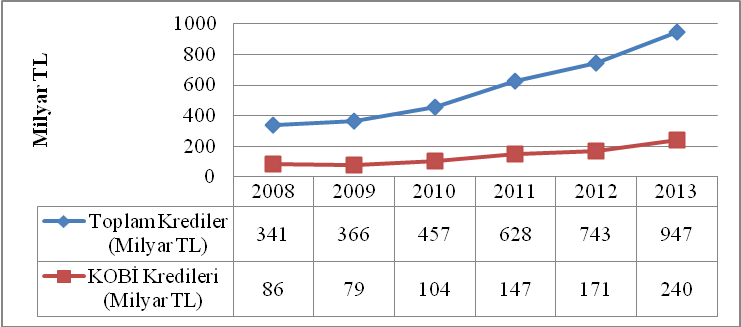 Milyar TL
1000
800
600
400
200
0
2008 2009 2010 2011 2012 2013
Toplam Krediler
(Milyar TL)
341 366 457 628 743 947
KOBİ Kredileri
(Milyar TL)
86 79 104 147 171 240